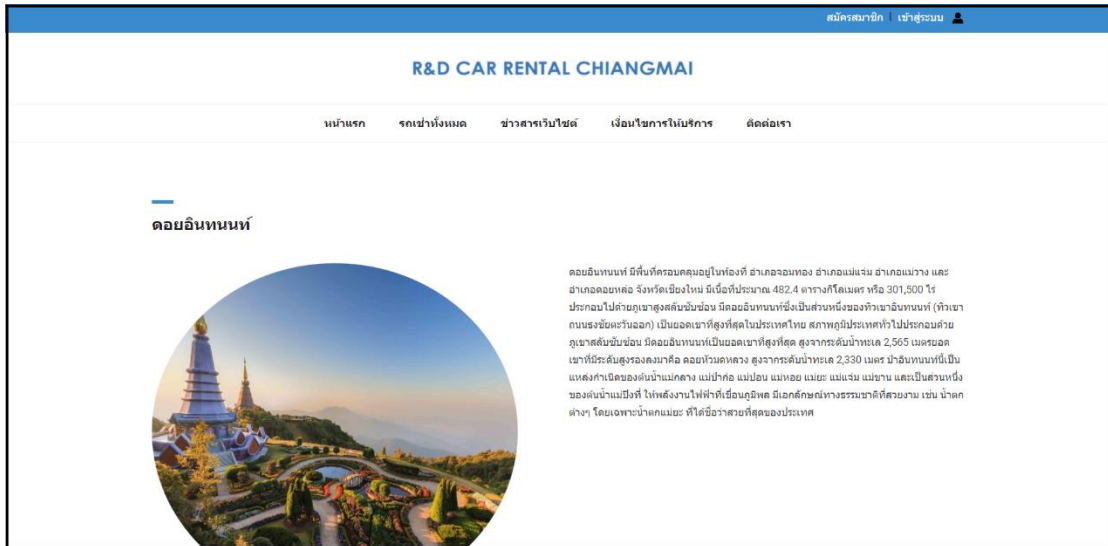 สมัครสมาชิก | เข้าสู่ระบบ
R&D CAR RENTAL CHIANGMAI
หน้าแรก รถเช่าทั้งหมด ข่าวสารเว็บไซต์ เงื่อนไขการให้บริการ ติดต่อเรา
ดอยอินทนนท์
ดอยอินทนนท์ มีพื้นที่ครอบคลุมอยู่ในท้องที่ อำเภอจอมทอง อำเภอแม่แจ่ม อำเภอแม่วาง และ
อำเภอดอยหล่อ จังหวัดเชียงใหม่ มีเนื้อที่ประมาณ 482.4 ตารางกิโลเมตร หรือ 301,500 ไร่
ประกอบไปด้วยภูเขาสูงสลับซับซ้อน มีดอยอินทนนท์ซึ่งเป็นส่วนหนึ่งของทิวเขาอินทนนท์ (ทิวเขา
ถนนธงชัยตะวันออก) เป็นยอดเขาที่สูงที่สุดในประเทศไทย สภาพภูมิประเทศทั่วไปประกอบด้วย
ภูเขาสลับซับซ้อน มีดอยอินทนนท์เป็นยอดเขาที่สูงที่สุด สูงจากระดับน้ำทะเล 2,565 เมตรยอด
เขาที่มีระดับสูงรองลงมาคือ ดอยหัวมดหลวง สูงจากระดับน้ำทะเล 2,330 เมตร ป่าอินทนนท์นี้เป็น
แหล่งกำเนิดของต้นน้ำแม่กลาง แม่ป่าก่อ แม่ปอน แม่หอย แม่ยะ แม่แจ่ม แม่ขาน และเป็นส่วนหนึ่ง
ของต้นน้ำแม่ปิงที่ ให้พลังงานไฟฟ้าที่เขื่อนภูมิพล มีเอกลักษณ์ทางธรรมชาติที่สวยงาม เช่น น้ำตก
ต่างๆ โดยเฉพาะน้ำตกแม่ยะ ที่ได้ชื่อว่าสวยที่สุดของประเทศ